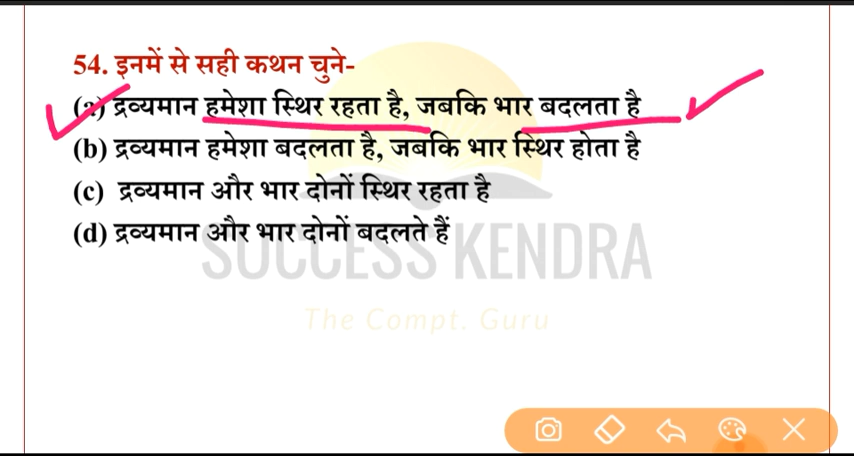 54. इनमें से सही कथन चुने-
(a) द्रव्यमान हमेशा स्थिर रहता है, जबकि भार बदलता है
(b) द्रव्यमान हमेशा बदलता है, जबकि भार स्थिर होता है
(c) द्रव्यमान और भार दोनों स्थिर रहता है
(d) द्रव्यमान और भार दोनों बदलते हैं
SUCCESS KENDRA
The Compt. Guru